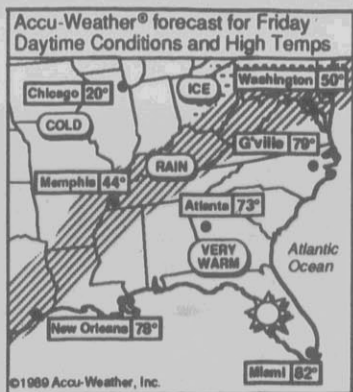 Accu-Weather® forecast for Friday
Daytime Conditions and High Temps
Washington 50°
Chicago 20°
ICE
COLD
G'ville 79°
RAIN
Memphis 44°
Atlanta 73°
VERY
WARM
Atlantic
Ocean
New Orleans 78°
Miami 82°
©1989 Accu-Weather, Inc.